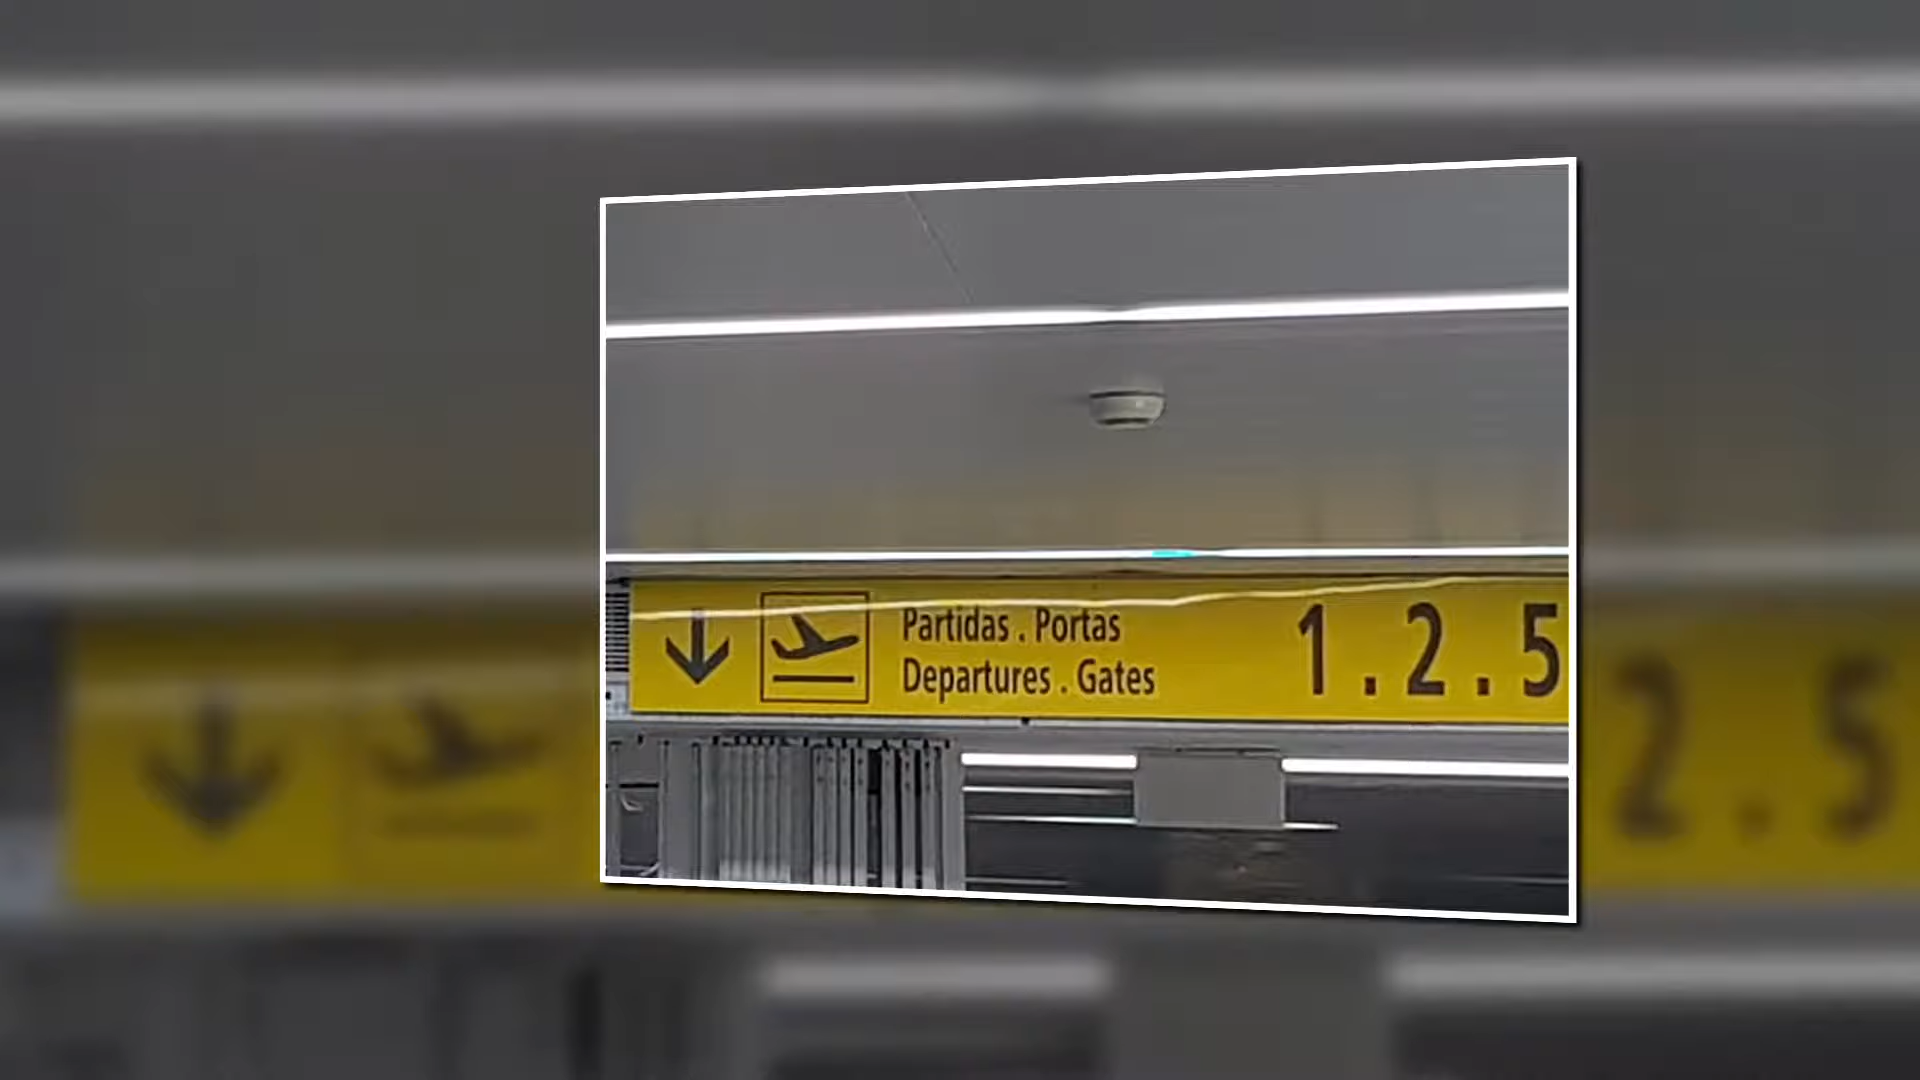 Partidas . Portas
Departures . Gates
1 . 2 . 5